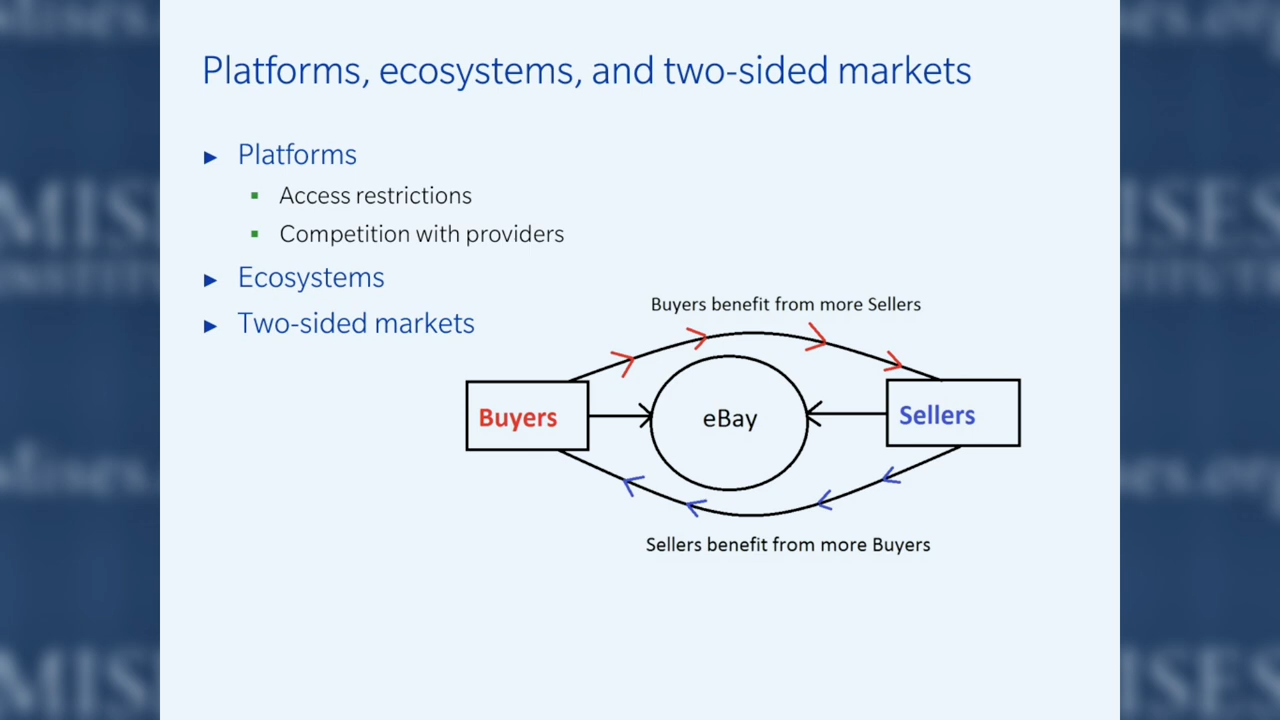 Platforms, ecosystems, and two-sided markets
► Platforms
▪ Access restrictions
▪ Competition with providers
► Ecosystems
► Two-sided markets
Buyers benefit from more Sellers
Buyers
eBay
Sellers
Sellers benefit from more Buyers